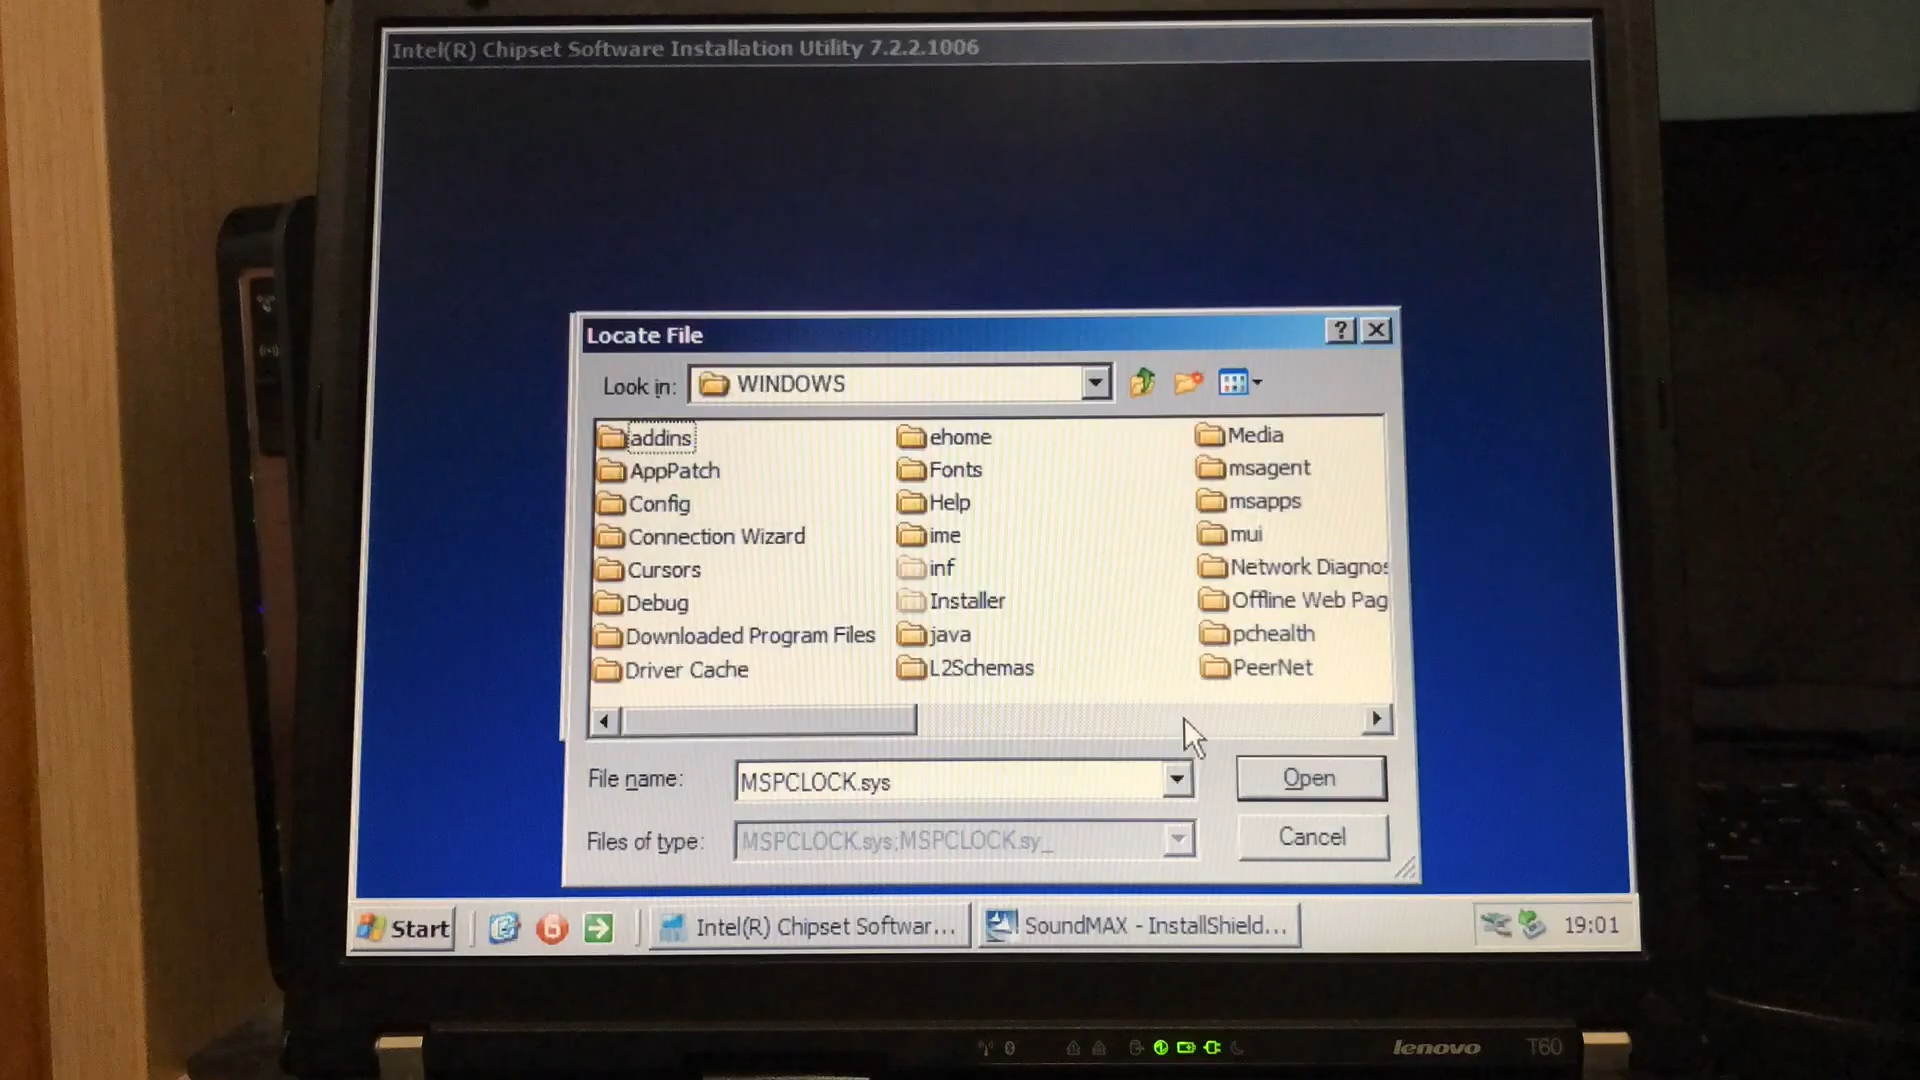 Intel(R) Chipset Software Installation Utility 7.2.2.1006
Locate File
Look in: WINDOWS
addins
AppPatch
Config
Connection Wizard
Cursors
Debug
Downloaded Program Files
Driver Cache
ehome
Fonts
Help
ime
inf
Installer
java
L2Schemas
Media
msagent
msapps
mui
Network Diagnos
Offline Web Pag
pchealth
PeerNet
File name: MSPCLOCK.sys
Open
Files of type: MSPCLOCK.sys;MSPCLOCK.sy_
Cancel
Start
Intel(R) Chipset Softwar...
SoundMAX - InstallShield...
19:01
lenovo T60